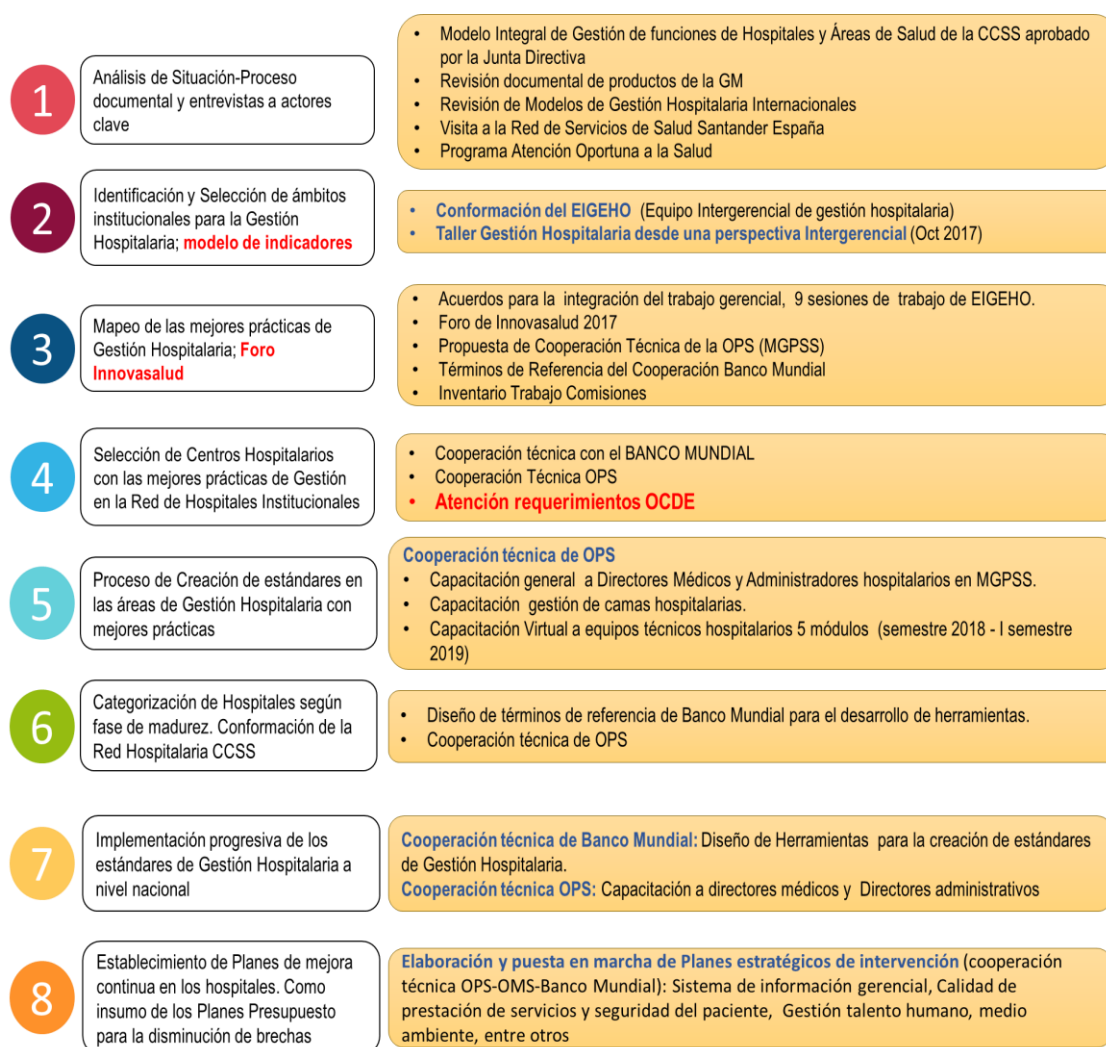 1
Análisis de Situación-Proceso
documental y entrevistas a actores
clave
• Modelo Integral de Gestión de funciones de Hospitales y Áreas de Salud de la CCSS aprobado
por la Junta Directiva
• Revisión documental de productos de la GM
• Revisión de Modelos de Gestión Hospitalaria Internacionales
• Visita a la Red de Servicios de Salud Santander España
• Programa Atención Oportuna a la Salud
2
Identificación y Selección de ámbitos
institucionales para la Gestión
Hospitalaria; modelo de indicadores
• Conformación del EIGEHO (Equipo Intergerencial de gestión hospitalaria)
• Taller Gestión Hospitalaria desde una perspectiva Intergerencial (Oct 2017)
3
Mapeo de las mejores prácticas de
Gestión Hospitalaria; Foro
Innovasalud
• Acuerdos para la integración del trabajo gerencial, 9 sesiones de trabajo de EIGEHO.
• Foro de Innovasalud 2017
• Propuesta de Cooperación Técnica de la OPS (MGPSS)
• Términos de Referencia del Cooperación Banco Mundial
• Inventario Trabajo Comisiones
4
Selección de Centros Hospitalarios
con las mejores prácticas de Gestión
en la Red de Hospitales Institucionales
• Cooperación técnica con el BANCO MUNDIAL
• Cooperación Técnica OPS
• Atención requerimientos OCDE
5
Proceso de Creación de estándares en
las áreas de Gestión Hospitalaria con
mejores prácticas
Cooperación técnica de OPS
• Capacitación general a Directores Médicos y Administradores hospitalarios en MGPSS.
• Capacitación gestión de camas hospitalarias.
• Capacitación Virtual a equipos técnicos hospitalarios 5 módulos (semestre 2018 - I semestre
2019)
6
Categorización de Hospitales según
fase de madurez. Conformación de la
Red Hospitalaria CCSS
• Diseño de términos de referencia de Banco Mundial para el desarrollo de herramientas.
• Cooperación técnica de OPS
7
Implementación progresiva de los
estándares de Gestión Hospitalaria a
nivel nacional
Cooperación técnica de Banco Mundial: Diseño de Herramientas para la creación de estándares
de Gestión Hospitalaria.
Cooperación técnica OPS: Capacitación a directores médicos y Directores administrativos
8
Establecimiento de Planes de mejora
continua en los hospitales. Como
insumo de los Planes Presupuesto
para la disminución de brechas
Elaboración y puesta en marcha de Planes estratégicos de intervención (cooperación
técnica OPS-OMS-Banco Mundial): Sistema de información gerencial, Calidad de
prestación de servicios y seguridad del paciente, Gestión talento humano, medio
ambiente, entre otros